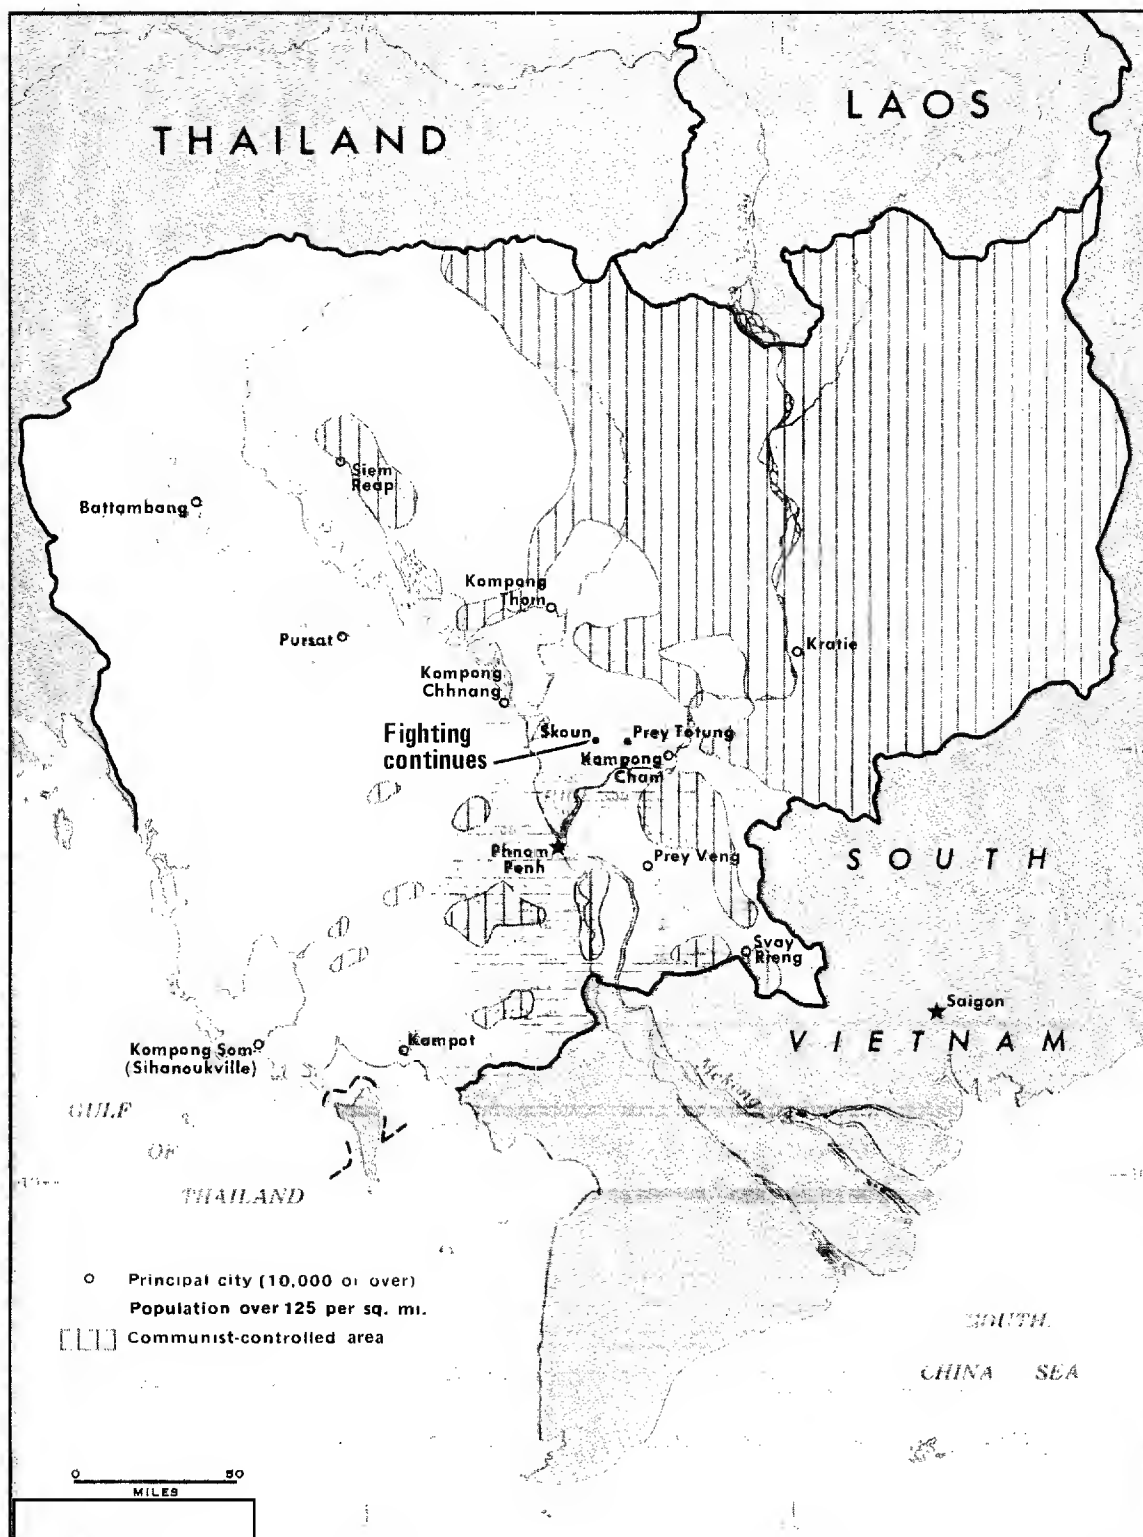 THAILAND
LAOS
Siem
Reap
Battambang
Kompong
Thom
Pursat
Kratie
Kompong
Chhnang
Fighting
continues
Skoun
Prey Totung
Kompong
Cham
Phnom
Penh
Prey Veng
SOUTH
Svay
Rieng
Saigon
VIETNAM
Kompong Som
(Sihanoukville)
Kampot
Mekong
GULF
OF
THAILAND
Principal city (10,000 or over)
Population over 125 per sq. mi.
Communist-controlled area
SOUTH
CHINA SEA
0 50
MILES